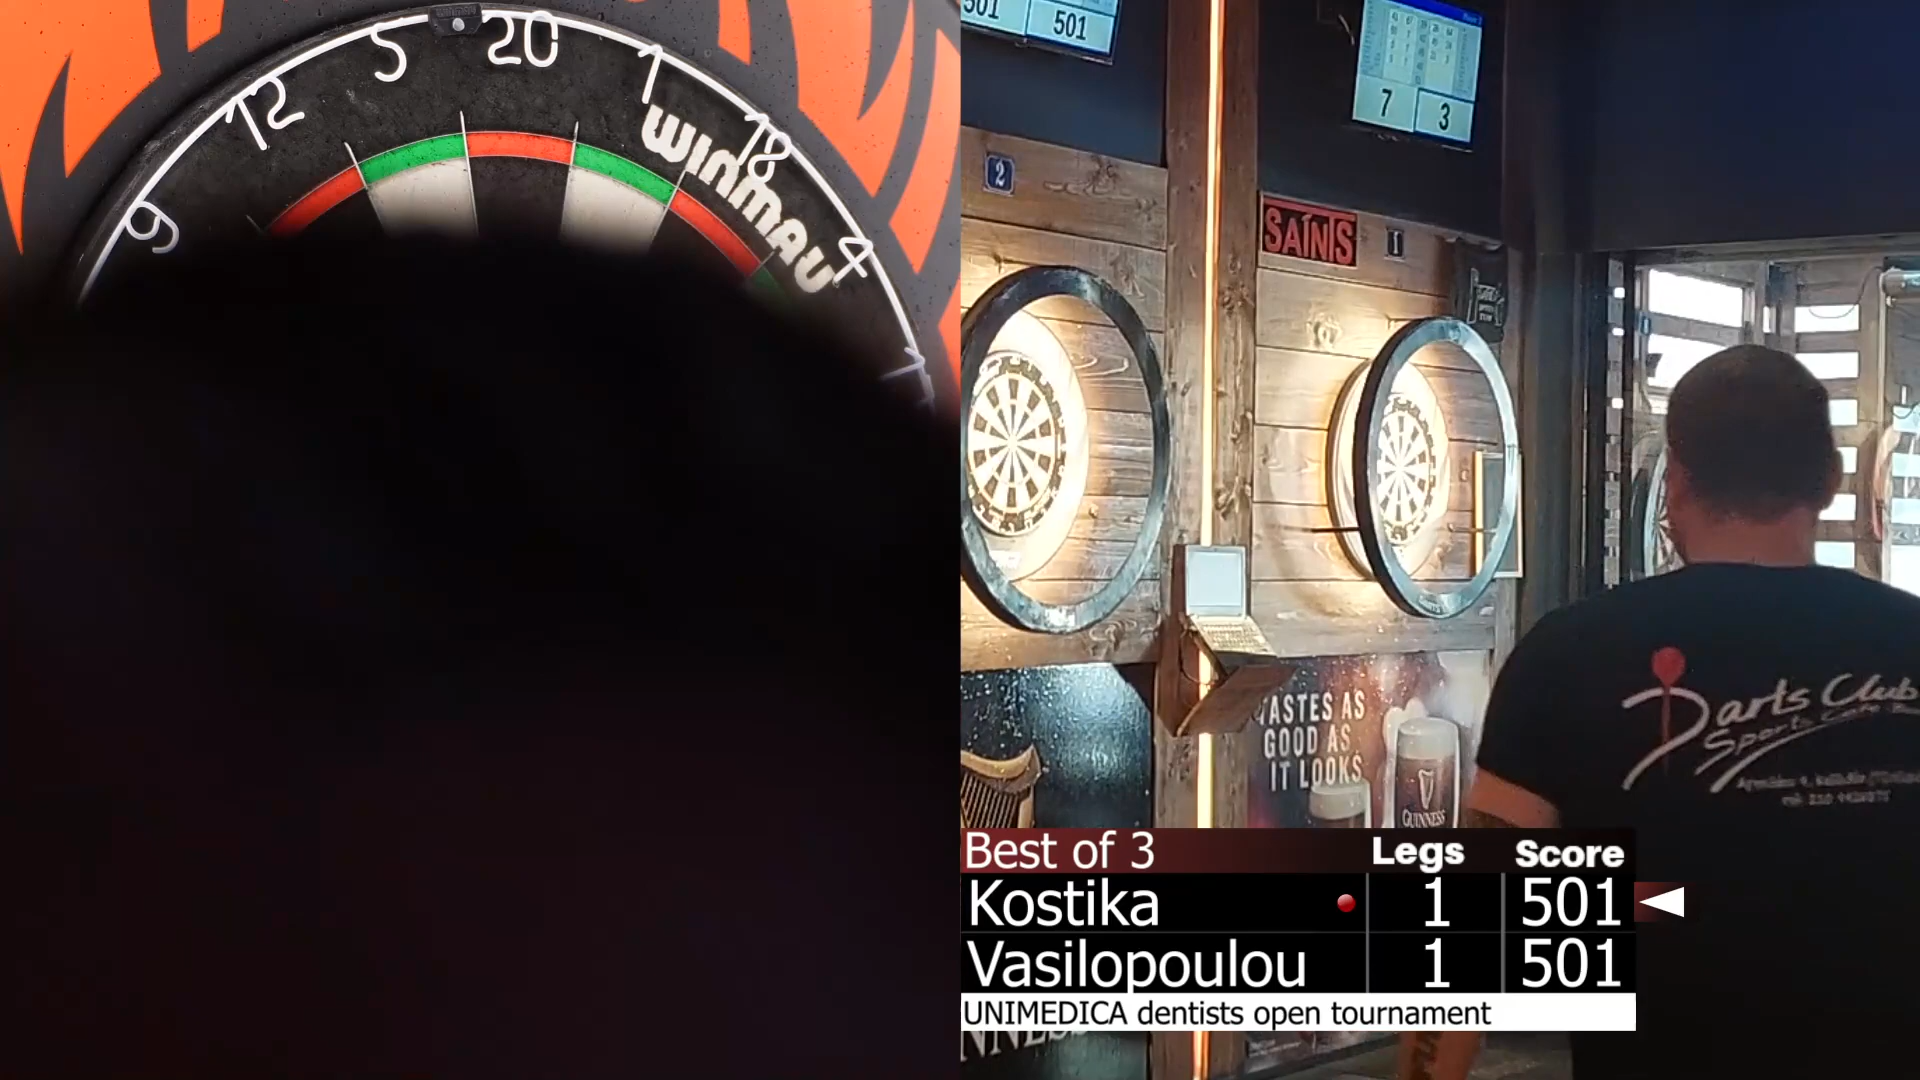 9
12
5
20
1
18
4
WINMAU
501
501
7
3
2
SAINTS
1
TASTES AS
GOOD AS
IT LOOKS
GUINNESS
Darts Club
Sports Cafe
Best of 3 Legs Score
Kostika 1 501
Vasilopoulou 1 501
UNIMEDICA dentists open tournament